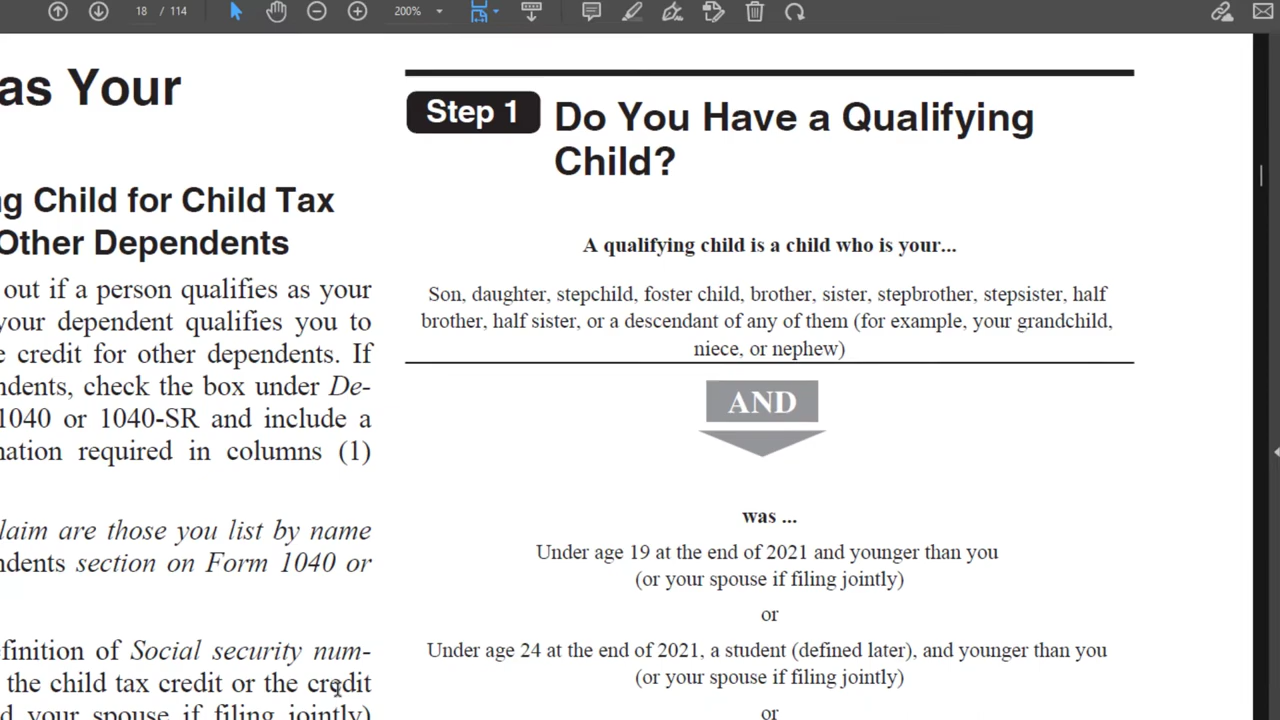 18 / 114
200%
as Your
ng Child for Child Tax
Other Dependents
out if a person qualifies as your
your dependent qualifies you to
e credit for other dependents. If
ndents, check the box under De-
1040 or 1040-SR and include a
nation required in columns (1)
laim are those you list by name
ndents section on Form 1040 or
efinition of Social security num-
the child tax credit or the credit
d your spouse if filing jointly)
Step 1
Do You Have a Qualifying
Child?
A qualifying child is a child who is your...
Son, daughter, stepchild, foster child, brother, sister, stepbrother, stepsister, half
brother, half sister, or a descendant of any of them (for example, your grandchild,
niece, or nephew)
AND
was ...
Under age 19 at the end of 2021 and younger than you
(or your spouse if filing jointly)
or
Under age 24 at the end of 2021, a student (defined later), and younger than you
(or your spouse if filing jointly)
or